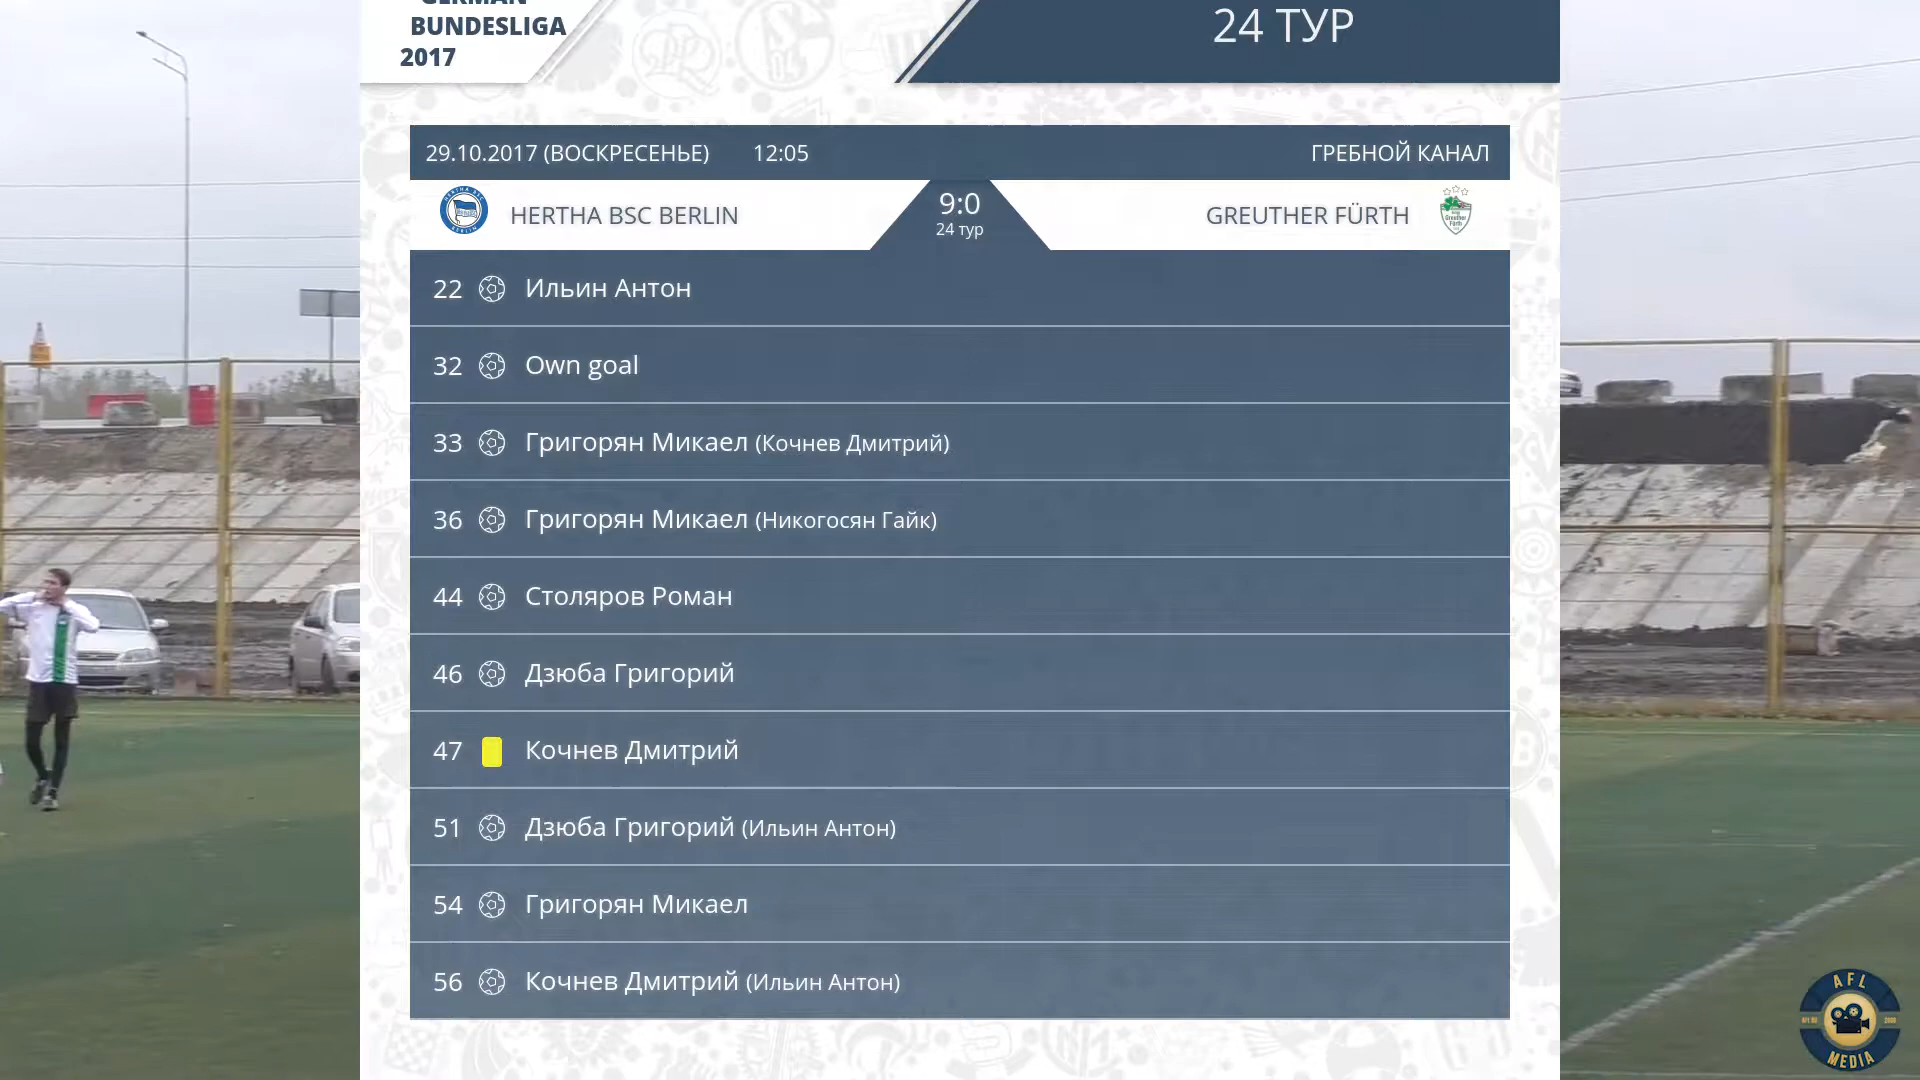 GERMAN
BUNDESLIGA
2017
24 ТУР
29.10.2017 (ВОСКРЕСЕНЬЕ) 12:05 ГРЕБНОЙ КАНАЛ
HERTHA BSC BERLIN 9:0 GREUTHER FÜRTH
24 тур
22 Ильин Антон
32 Own goal
33 Григорян Микаел (Кочнев Дмитрий)
36 Григорян Микаел (Никогосян Гайк)
44 Столяров Роман
46 Дзюба Григорий
47 Кочнев Дмитрий
51 Дзюба Григорий (Ильин Антон)
54 Григорян Микаел
56 Кочнев Дмитрий (Ильин Антон)
AFL
MEDIA